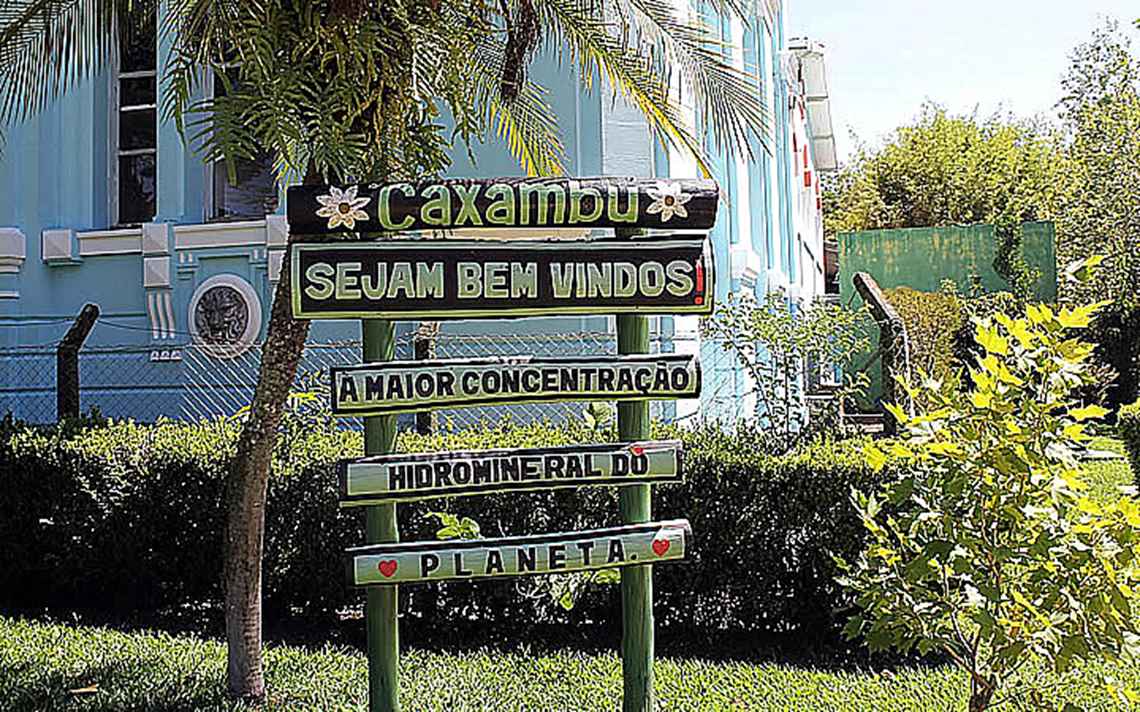 Caxambu
SEJAM BEM VINDOS!
A MAIOR CONCENTRAÇÃO
HIDROMINERAL DO
PLANETA.